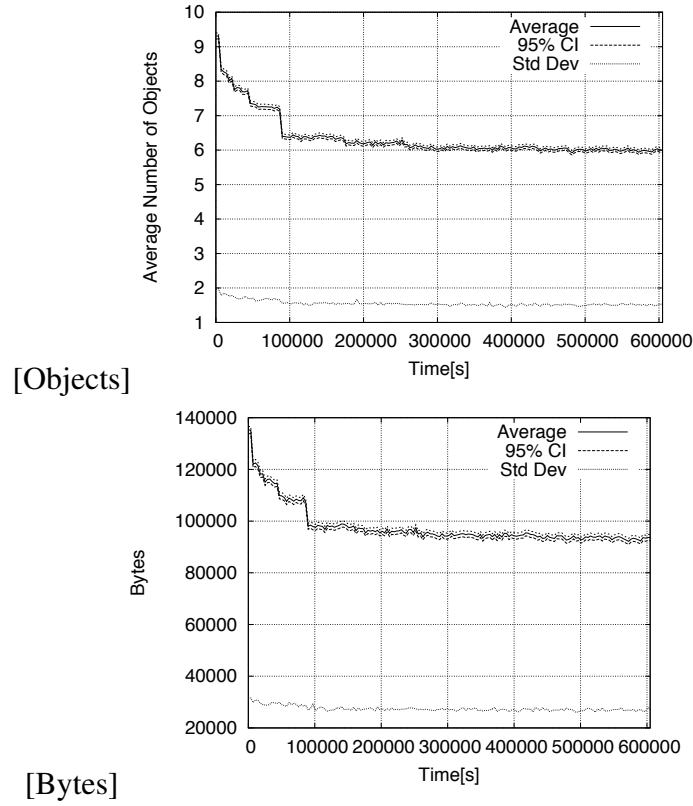 10
9
8
7
6
5
4
3
2
1
Average Number of Objects
Average
95% CI
Std Dev
0 100000 200000 300000 400000 500000 600000
Time[s]
[Objects]
140000
120000
100000
80000
60000
40000
20000
Bytes
Average
95% CI
Std Dev
0 100000 200000 300000 400000 500000 600000
Time[s]
[Bytes]